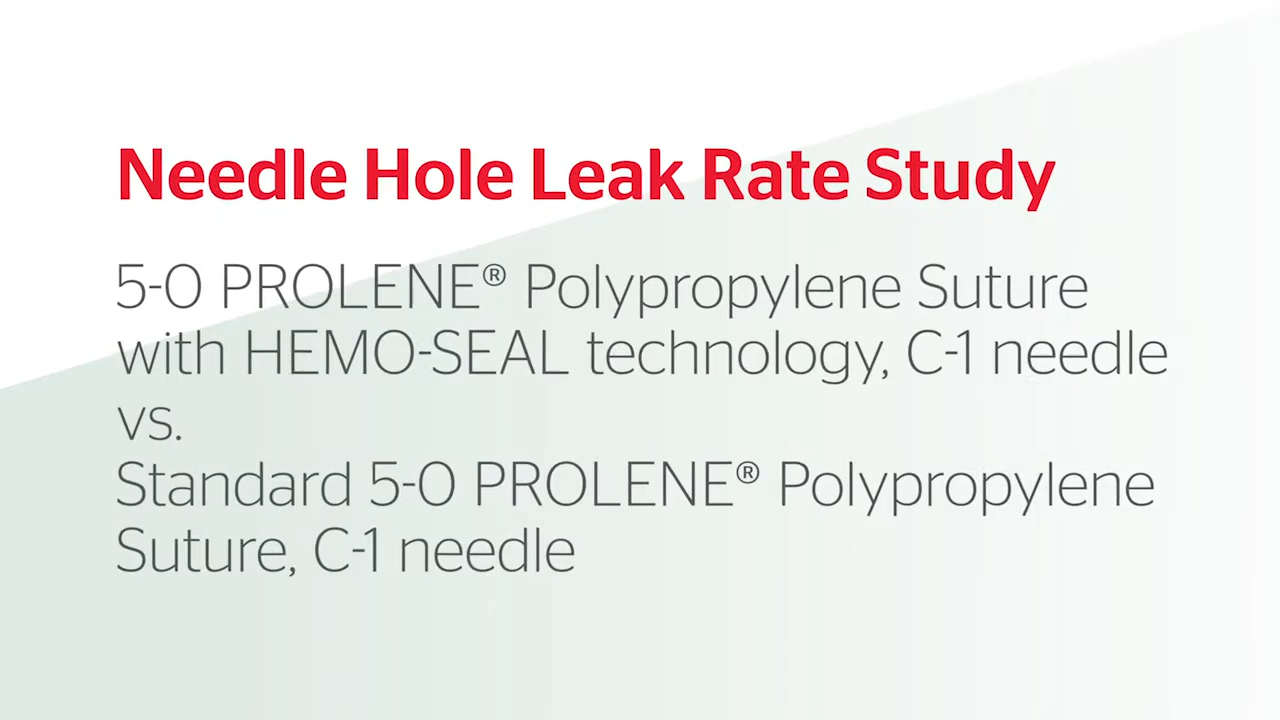 Needle Hole Leak Rate Study
5-0 PROLENE® Polypropylene Suture
with HEMO-SEAL technology, C-1 needle
vs.
Standard 5-0 PROLENE® Polypropylene
Suture, C-1 needle